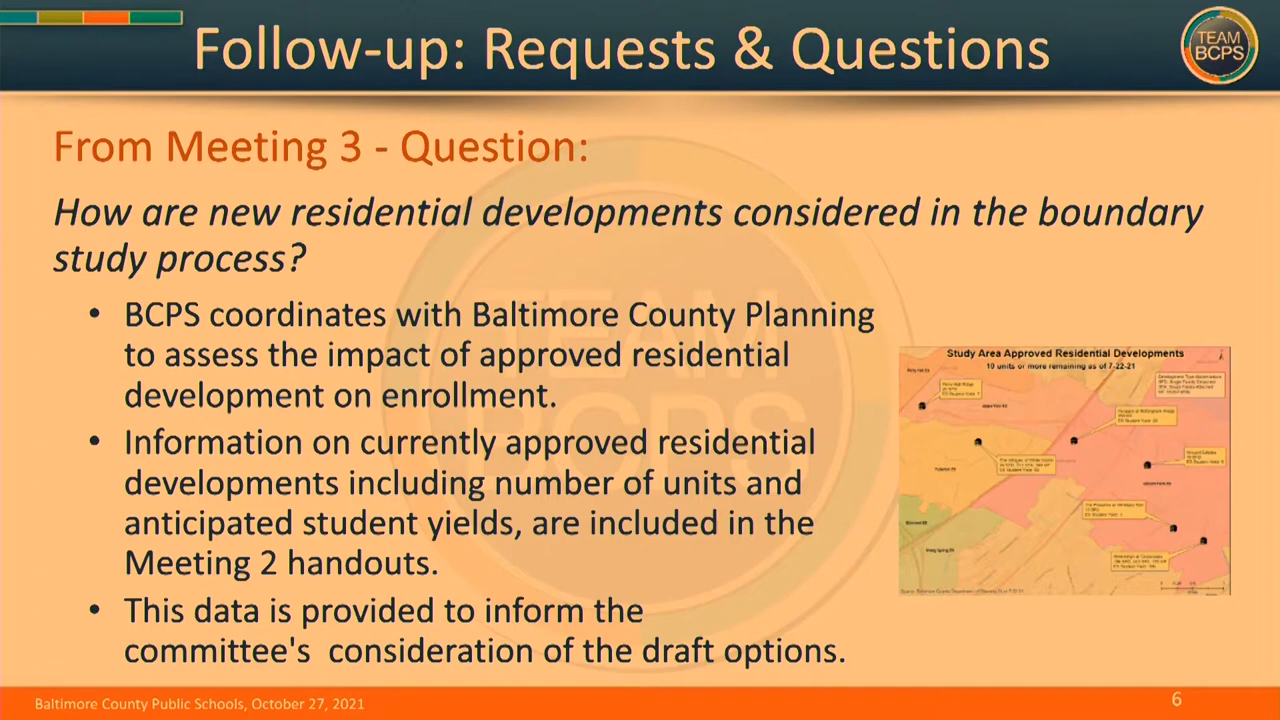 Follow-up: Requests & Questions
TEAM
BCPS
From Meeting 3 - Question:
How are new residential developments considered in the boundary
study process?
• BCPS coordinates with Baltimore County Planning
to assess the impact of approved residential
development on enrollment.
• Information on currently approved residential
developments including number of units and
anticipated student yields, are included in the
Meeting 2 handouts.
• This data is provided to inform the
committee's  consideration of the draft options.
Study Area Approved Residential Developments
10 units or more remaining as of 7-22-21
TEAM
BCPS
Baltimore County Public Schools, October 27, 2021
6